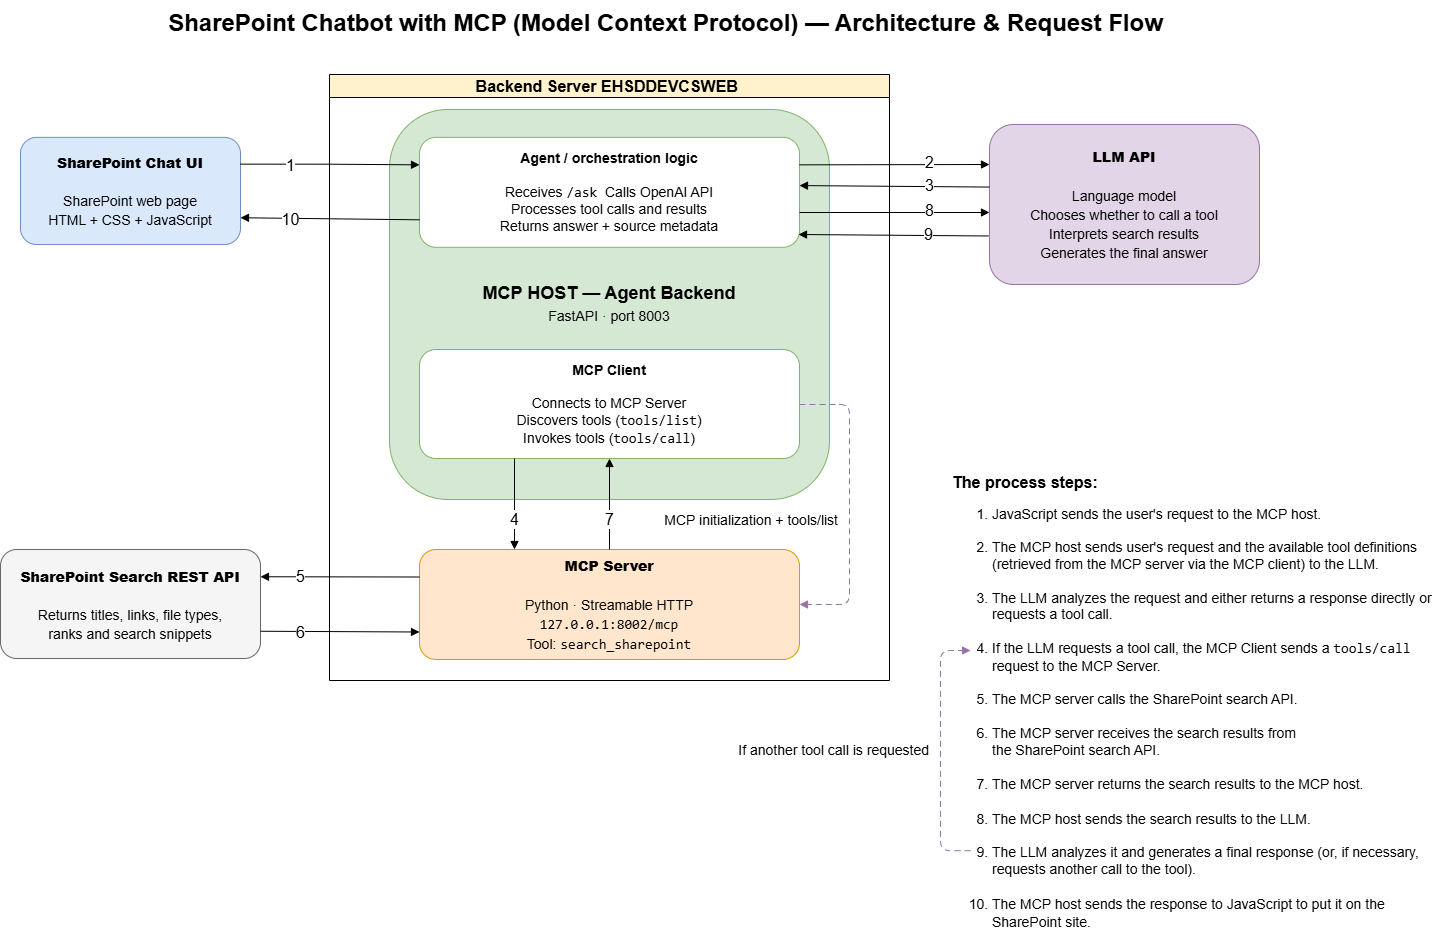 SharePoint Chatbot with MCP (Model Context Protocol) — Architecture & Request Flow
Backend Server EHSDDEVCSWEB
SharePoint Chat UI
SharePoint web page
HTML + CSS + JavaScript
1
10
Agent / orchestration logic
Receives /ask Calls OpenAI API
Processes tool calls and results
Returns answer + source metadata
2
3
8
9
LLM API
Language model
Chooses whether to call a tool
Interprets search results
Generates the final answer
MCP HOST — Agent Backend
FastAPI · port 8003
MCP Client
Connects to MCP Server
Discovers tools (tools/list)
Invokes tools (tools/call)
4
7
MCP initialization + tools/list
SharePoint Search REST API
Returns titles, links, file types,
ranks and search snippets
5
6
MCP Server
Python · Streamable HTTP
127.0.0.1:8002/mcp
Tool: search_sharepoint
The process steps:
1. JavaScript sends the user's request to the MCP host.
2. The MCP host sends user's request and the available tool definitions
(retrieved from the MCP server via the MCP client) to the LLM.
3. The LLM analyzes the request and either returns a response directly or
requests a tool call.
4. If the LLM requests a tool call, the MCP Client sends a tools/call
request to the MCP Server.
5. The MCP server calls the SharePoint search API.
6. The MCP server receives the search results from
the SharePoint search API.
7. The MCP server returns the search results to the MCP host.
8. The MCP host sends the search results to the LLM.
9. The LLM analyzes it and generates a final response (or, if necessary,
requests another call to the tool).
10. The MCP host sends the response to JavaScript to put it on the
SharePoint site.
If another tool call is requested